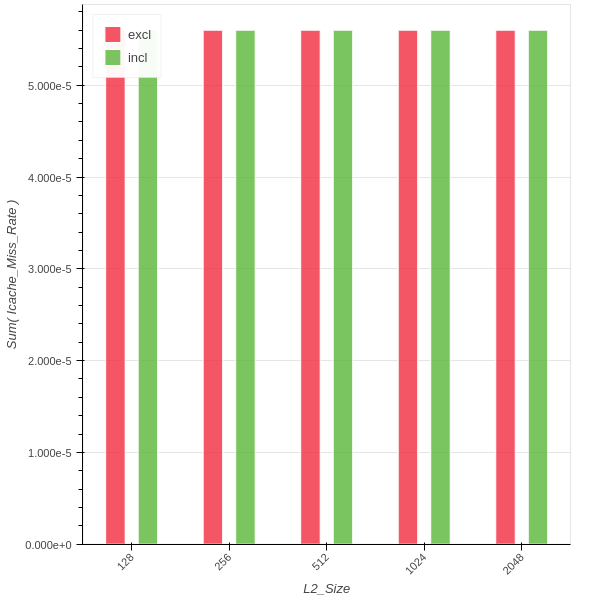 excl
incl
5.000e-5
4.000e-5
3.000e-5
2.000e-5
1.000e-5
0.000e+0
Sum( Icache_Miss_Rate )
128
256
512
1024
2048
L2_Size